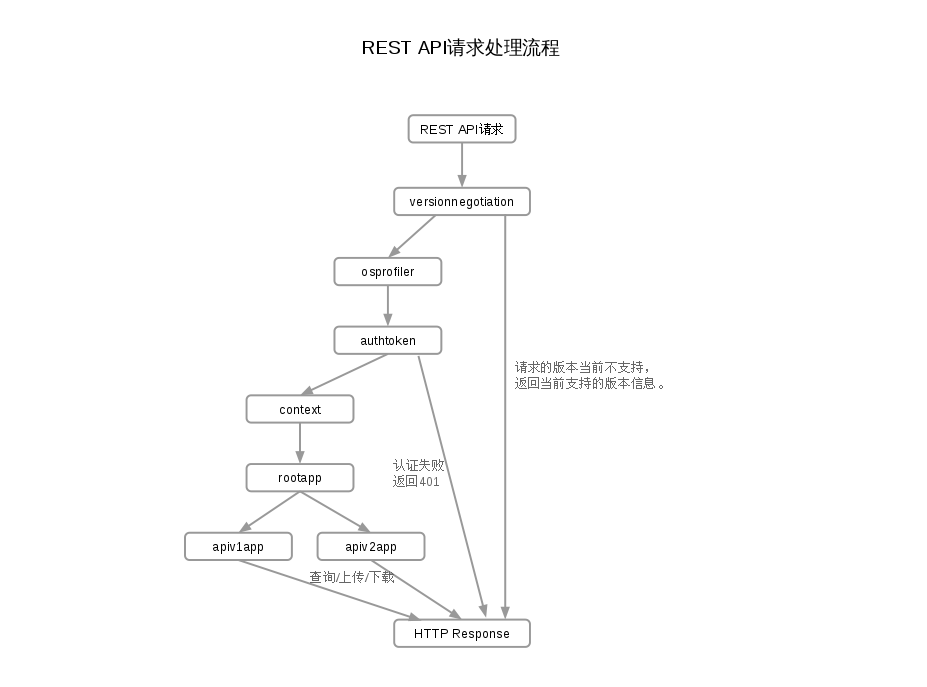 REST API请求处理流程
REST API请求
versionnegotiation
osprofiler
authtoken
请求的版本当前不支持，
返回当前支持的版本信息。
context
认证失败
返回401
rootapp
apiv1app
apiv2app
查询/上传/下载
HTTP Response